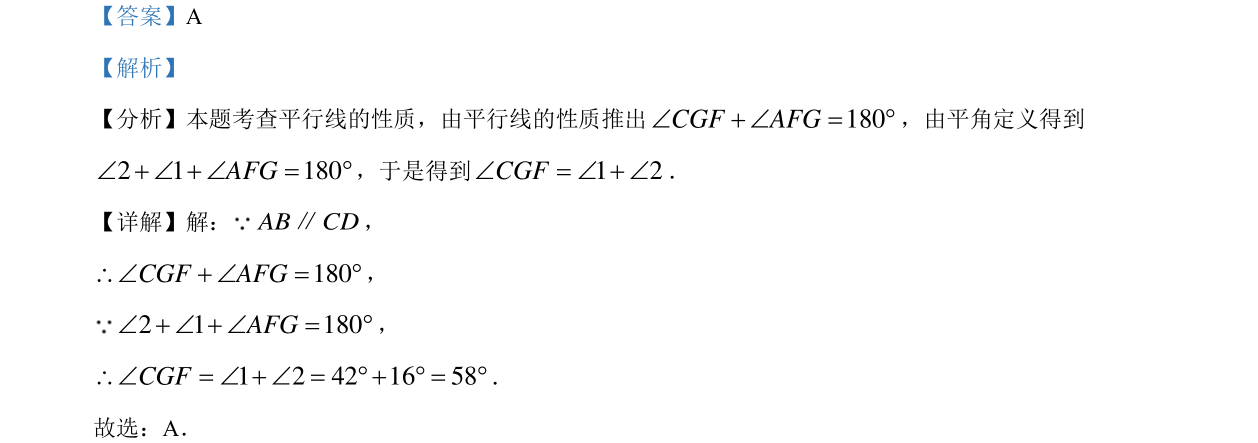 【答案】A
【解析】
【分析】本题考查平行线的性质，由平行线的性质推出∠CGF+∠AFG=180°，由平角定义得到
∠2+∠1+∠AFG=180°，于是得到∠CGF=∠1+∠2．
【详解】解：∵AB∥CD，
∴∠CGF+∠AFG=180°，
∵∠2+∠1+∠AFG=180°，
∴∠CGF=∠1+∠2=42°+16°=58°．
故选：A．